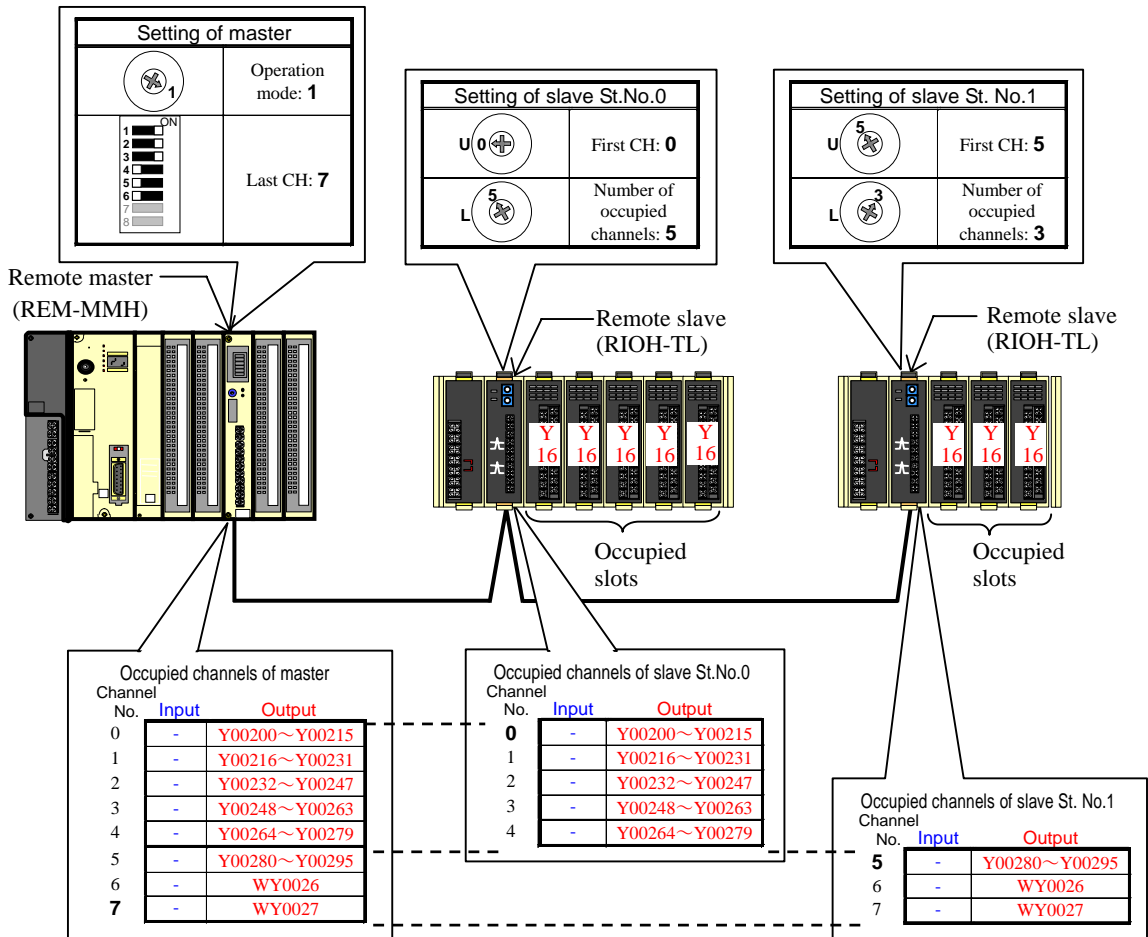 Setting of master
1
Operation
mode: 1
ON
1
2
3
4
5
6
7
8
Last CH: 7
Setting of slave St.No.0
U 0
First CH: 0
5
L
Number of
occupied
channels: 5
Setting of slave St. No.1
5
U
First CH: 5
3
L
Number of
occupied
channels: 3
Remote master
(REM-MMH)
Remote slave
(RIOH-TL)
Remote slave
(RIOH-TL)
Y
16
Y
16
Y
16
Y
16
Y
16
Y
16
Y
16
Y
16
Occupied
slots
Occupied
slots
Occupied channels of master
Channel
No. Input Output
0 - Y00200～Y00215
1 - Y00216～Y00231
2 - Y00232～Y00247
3 - Y00248～Y00263
4 - Y00264～Y00279
5 - Y00280～Y00295
6 - WY0026
7 - WY0027
Occupied channels of slave St.No.0
Channel
No. Input Output
0 - Y00200～Y00215
1 - Y00216～Y00231
2 - Y00232～Y00247
3 - Y00248～Y00263
4 - Y00264～Y00279
Occupied channels of slave St. No.1
Channel
No. Input Output
5 - Y00280～Y00295
6 - WY0026
7 - WY0027